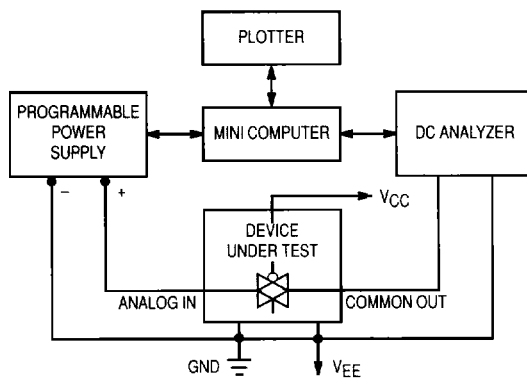 PLOTTER
PROGRAMMABLE
POWER
SUPPLY
MINI COMPUTER
DC ANALYZER
–
+
VCC
DEVICE
UNDER TEST
ANALOG IN
COMMON OUT
GND
VEE